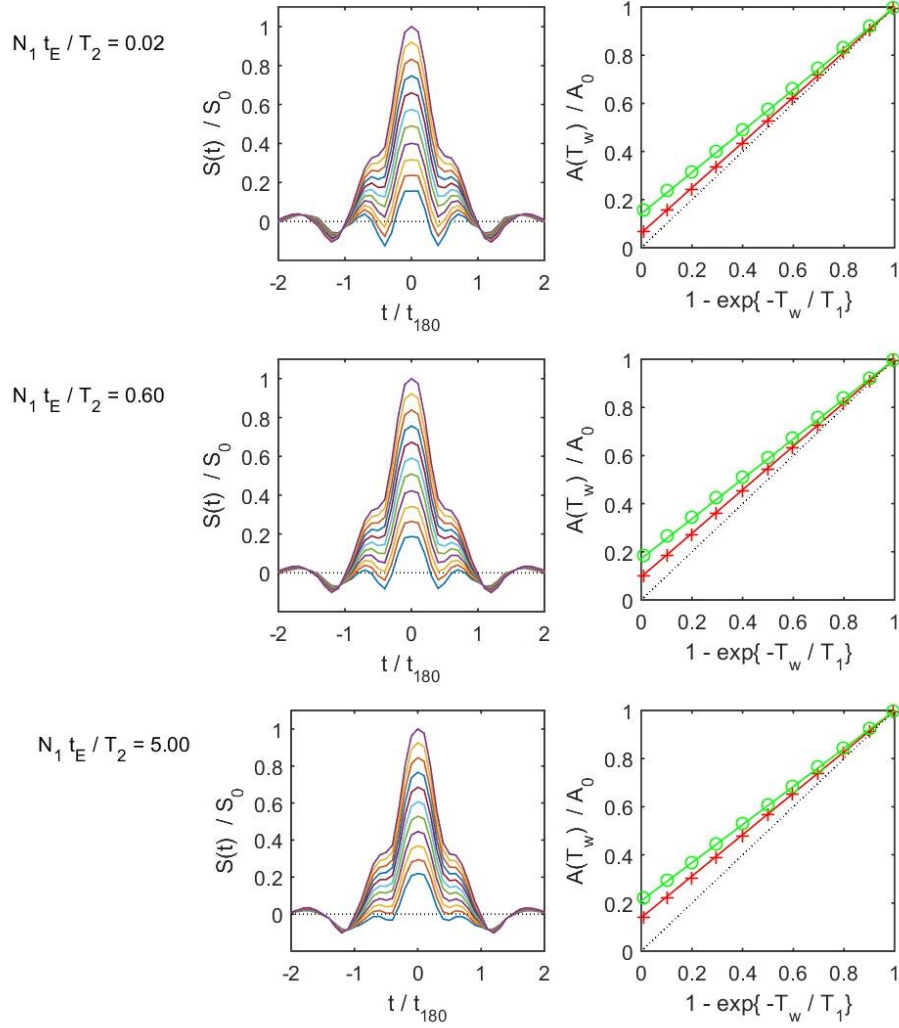 N1 tE / T2 = 0.02
S(t) / S0
1
0.8
0.6
0.4
0.2
0
-2 -1 0 1 2
t / t180
A(Tw) / A0
1
0.8
0.6
0.4
0.2
0
0 0.2 0.4 0.6 0.8 1
1 - exp{ -Tw / T1}
N1 tE / T2 = 0.60
S(t) / S0
1
0.8
0.6
0.4
0.2
0
-2 -1 0 1 2
t / t180
A(Tw) / A0
1
0.8
0.6
0.4
0.2
0
0 0.2 0.4 0.6 0.8 1
1 - exp{ -Tw / T1}
N1 tE / T2 = 5.00
S(t) / S0
1
0.8
0.6
0.4
0.2
0
-2 -1 0 1 2
t / t180
A(Tw) / A0
1
0.8
0.6
0.4
0.2
0
0 0.2 0.4 0.6 0.8 1
1 - exp{ -Tw / T1}